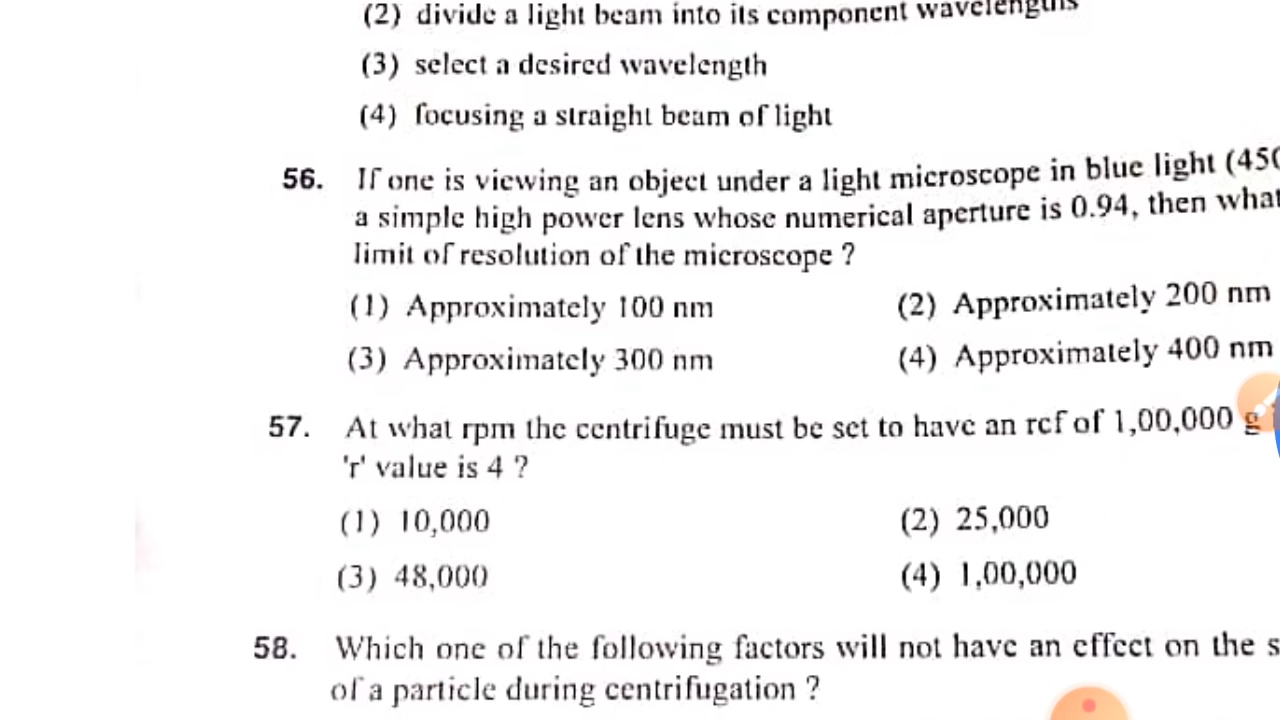 (2) divide a light beam into its component wavelengths
(3) select a desired wavelength
(4) focusing a straight beam of light
56. If one is viewing an object under a light microscope in blue light (450
a simple high power lens whose numerical aperture is 0.94, then what
limit of resolution of the microscope ?
(1) Approximately 100 nm (2) Approximately 200 nm
(3) Approximately 300 nm (4) Approximately 400 nm
57. At what rpm the centrifuge must be set to have an rcf of 1,00,000 g
'r' value is 4 ?
(1) 10,000 (2) 25,000
(3) 48,000 (4) 1,00,000
58. Which one of the following factors will not have an effect on the s
of a particle during centrifugation ?